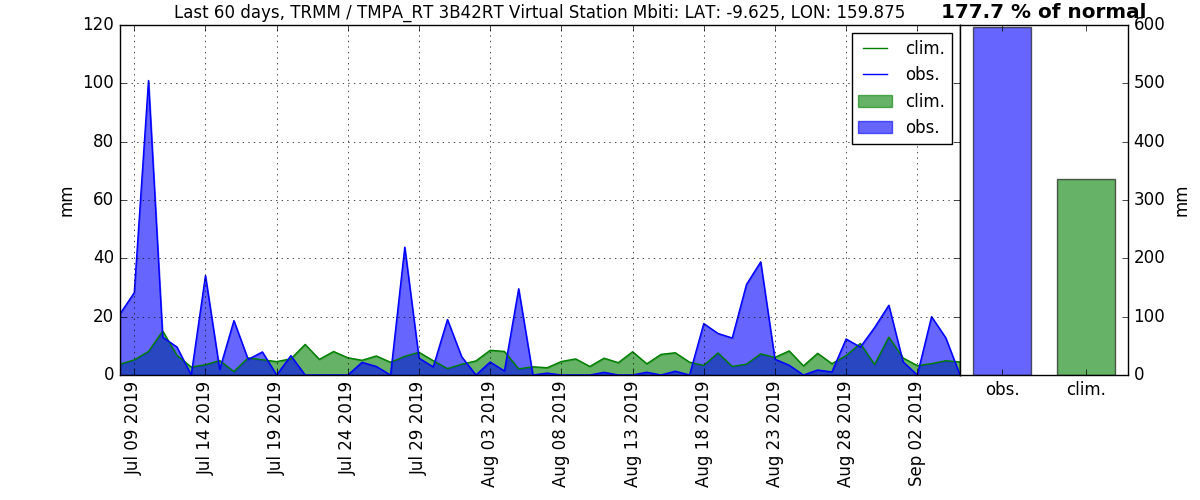 Last 60 days, TRMM / TMPA_RT 3B42RT Virtual Station Mbiti: LAT: -9.625, LON: 159.875
177.7 % of normal
120
100
80
60
40
20
0
mm
clim.
obs.
clim.
obs.
600
500
400
300
200
100
0
mm
Jul 09 2019
Jul 14 2019
Jul 19 2019
Jul 24 2019
Jul 29 2019
Aug 03 2019
Aug 08 2019
Aug 13 2019
Aug 18 2019
Aug 23 2019
Aug 28 2019
Sep 02 2019
obs.
clim.